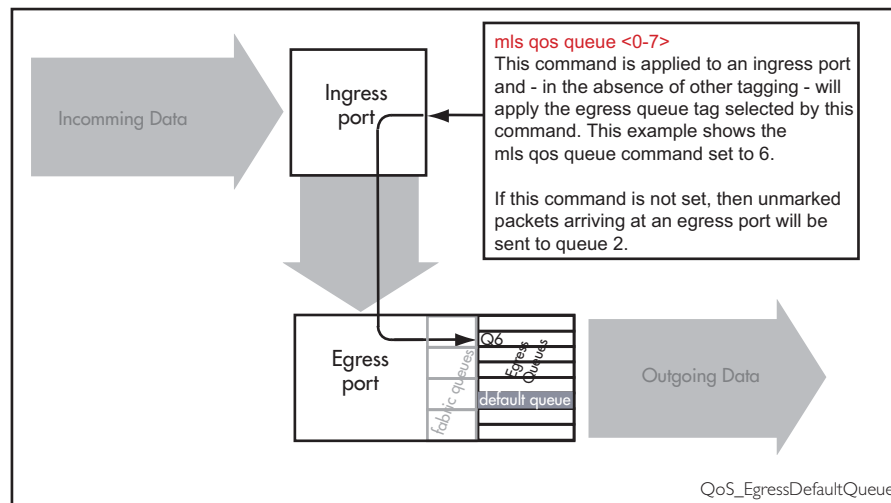 mls qos queue <0-7>
This command is applied to an ingress port
and - in the absence of other tagging - will
apply the egress queue tag selected by this
command. This example shows the
mls qos queue command set to 6.
If this command is not set, then unmarked
packets arriving at an egress port will be
sent to queue 2.
Incomming Data
Ingress
port
Egress
port
fabric queues
Q6
Egress
Queues
default queue
Outgoing Data
QoS_EgressDefaultQueue